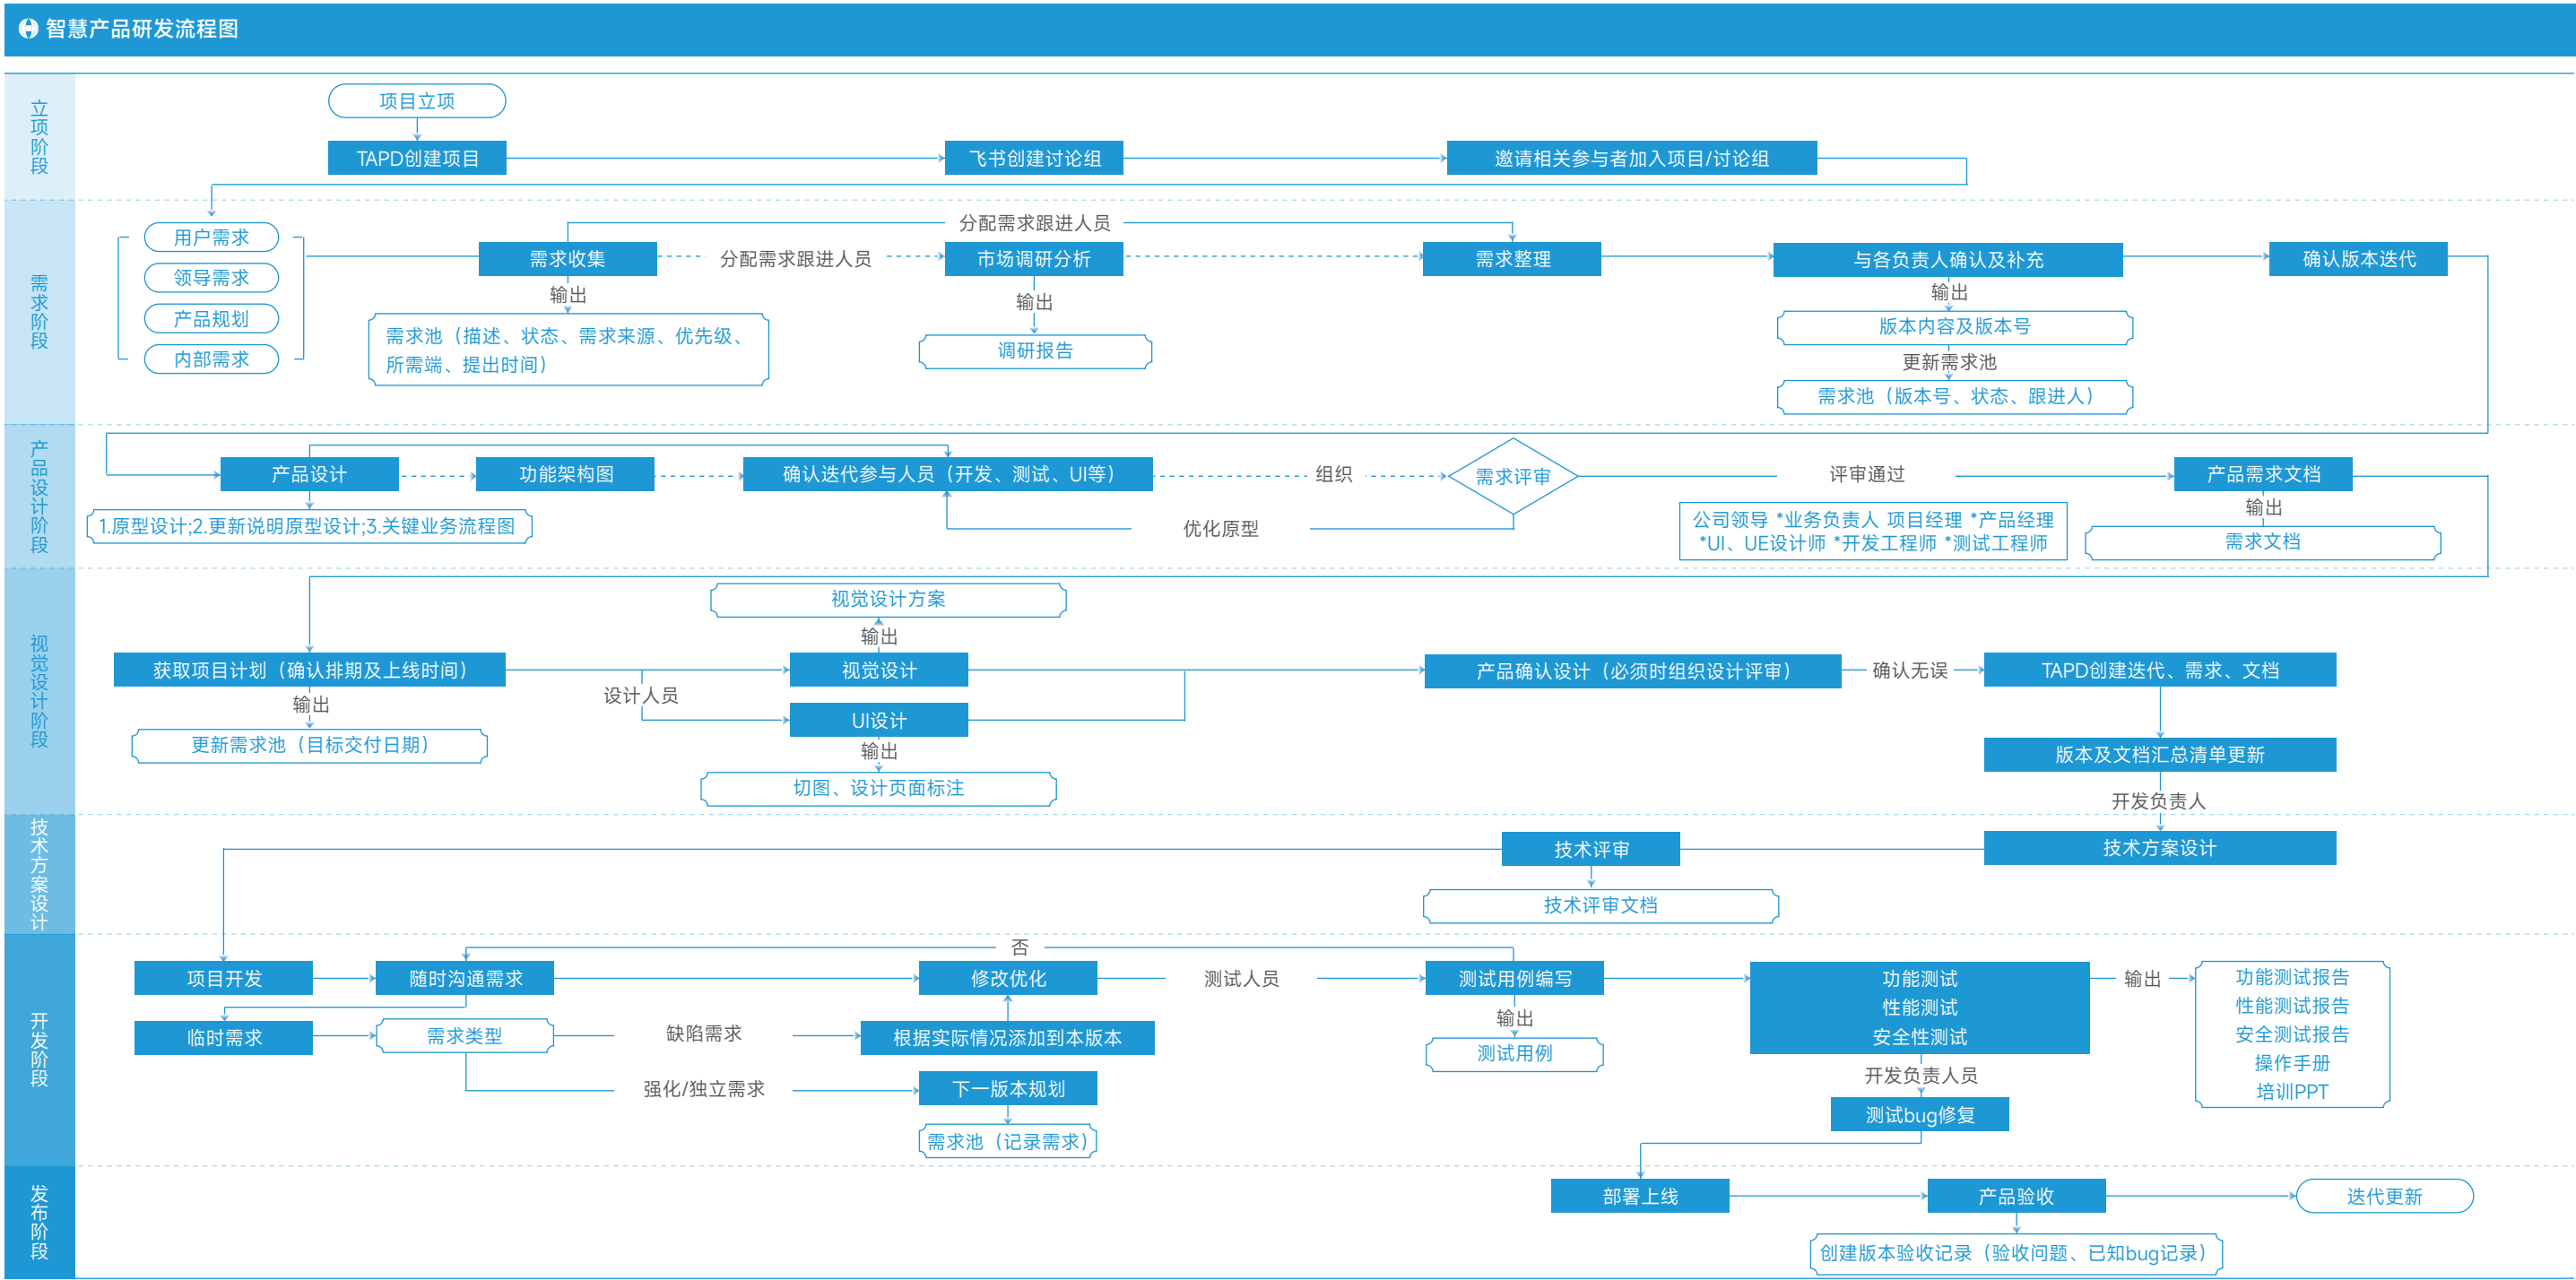 智慧产品研发流程图
立项阶段
项目立项
TAPD创建项目
飞书创建讨论组
邀请相关参与者加入项目/讨论组
需求阶段
用户需求
领导需求
产品规划
内部需求
分配需求跟进人员
需求收集
分配需求跟进人员
市场调研分析
需求整理
与各负责人确认及补充
确认版本迭代
输出
输出
输出
需求池（描述、状态、需求来源、优先级、
所需端、提出时间）
调研报告
版本内容及版本号
更新需求池
需求池（版本号、状态、跟进人）
产品设计阶段
产品设计
功能架构图
确认迭代参与人员（开发、测试、UI等）
组织
需求评审
评审通过
产品需求文档
输出
1.原型设计;2.更新说明原型设计;3.关键业务流程图
优化原型
公司领导 *业务负责人 项目经理 *产品经理
*UI、UE设计师 *开发工程师 *测试工程师
需求文档
视觉设计阶段
视觉设计方案
输出
获取项目计划（确认排期及上线时间）
视觉设计
产品确认设计（必须时组织设计评审）
确认无误
TAPD创建迭代、需求、文档
设计人员
输出
UI设计
更新需求池（目标交付日期）
输出
版本及文档汇总清单更新
切图、设计页面标注
开发负责人
技术方案设计
技术评审
技术方案设计
技术评审文档
开发阶段
否
项目开发
随时沟通需求
修改优化
测试人员
测试用例编写
功能测试
性能测试
安全性测试
输出
功能测试报告
性能测试报告
安全测试报告
操作手册
培训PPT
临时需求
需求类型
缺陷需求
根据实际情况添加到本版本
输出
测试用例
强化/独立需求
下一版本规划
开发负责人员
测试bug修复
需求池（记录需求）
发布阶段
部署上线
产品验收
迭代更新
创建版本验收记录（验收问题、已知bug记录）